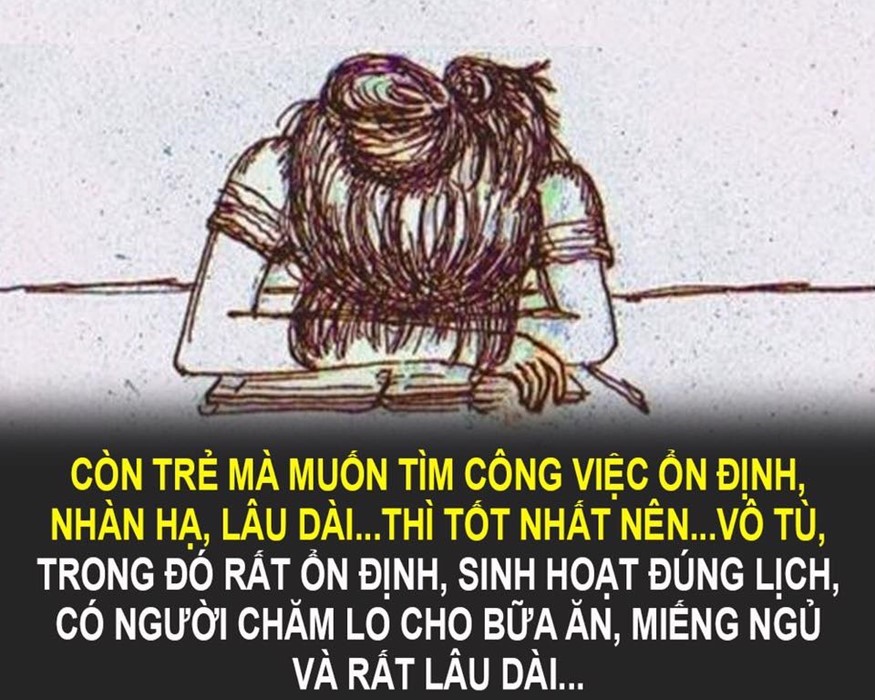 CÒN TRẺ MÀ MUỐN TÌM CÔNG VIỆC ỔN ĐỊNH,
NHÀN HẠ, LÂU DÀI...THÌ TỐT NHẤT NÊN...VÔ TÙ,
TRONG ĐÓ RẤT ỔN ĐỊNH, SINH HOẠT ĐÚNG LỊCH,
CÓ NGƯỜI CHĂM LO CHO BỮA ĂN, MIẾNG NGỦ
VÀ RẤT LÂU DÀI...